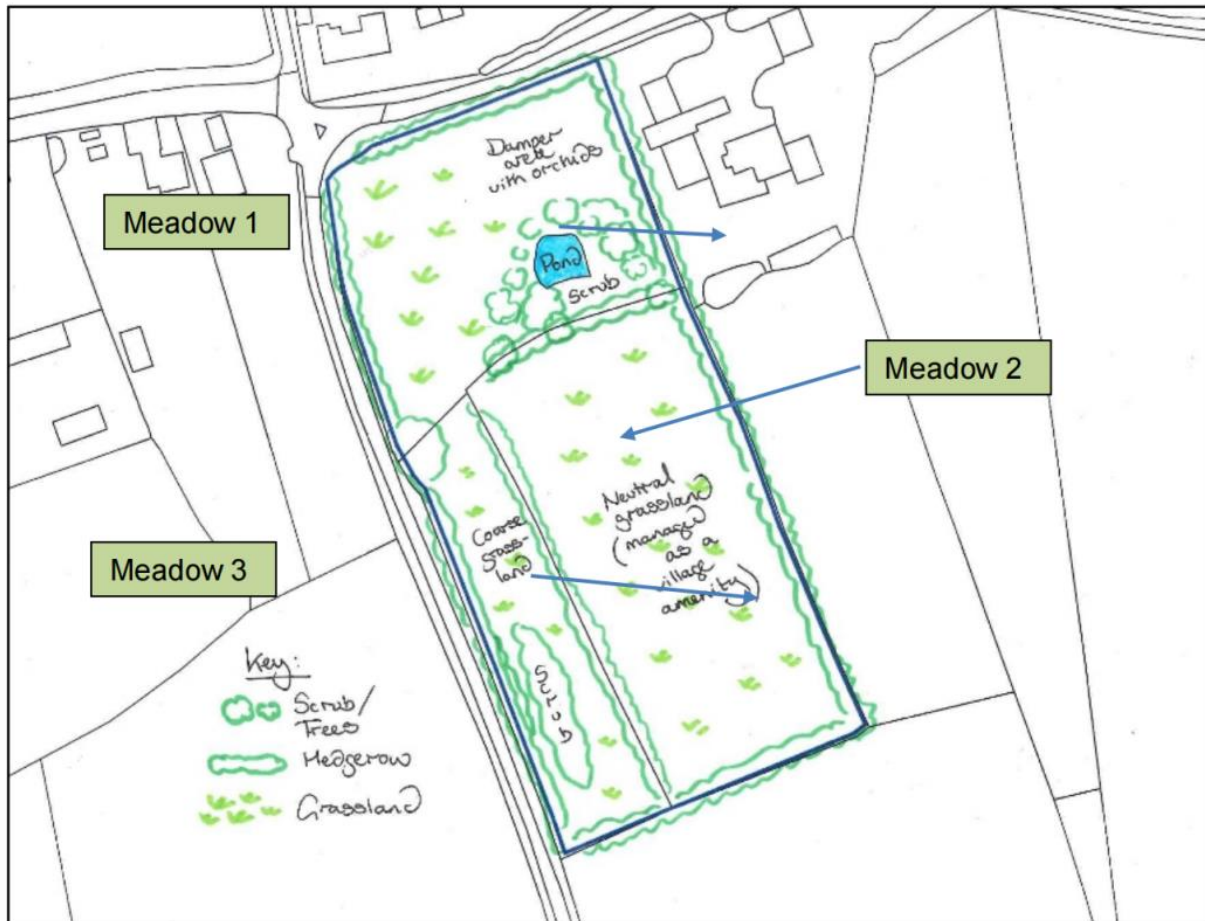 Damper
area
with orchids
Meadow 1
Pond
Scrub
Meadow 2
Neutral
grassland
(managed
as a
village
amenity)
Coarse
grass-
land
Meadow 3
Scrub
Key:
Scrub/
Trees
Hedgerow
Grassland